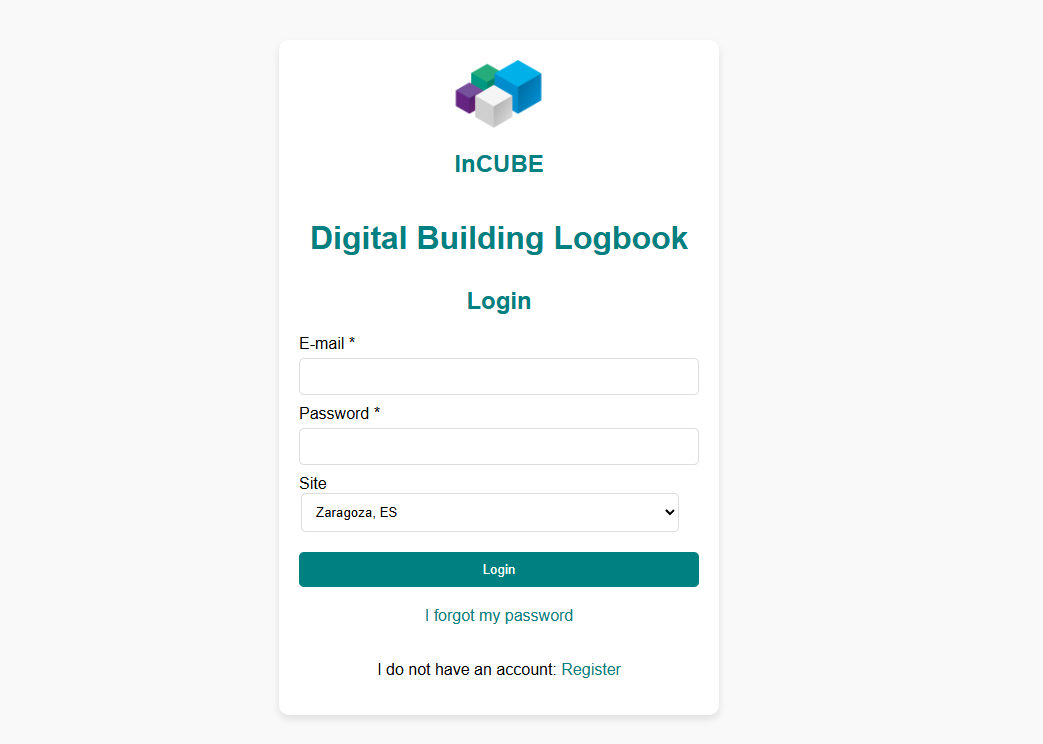 InCUBE
Digital Building Logbook
Login
E-mail *
Password *
Site
Zaragoza, ES
Login
I forgot my password
I do not have an account: Register